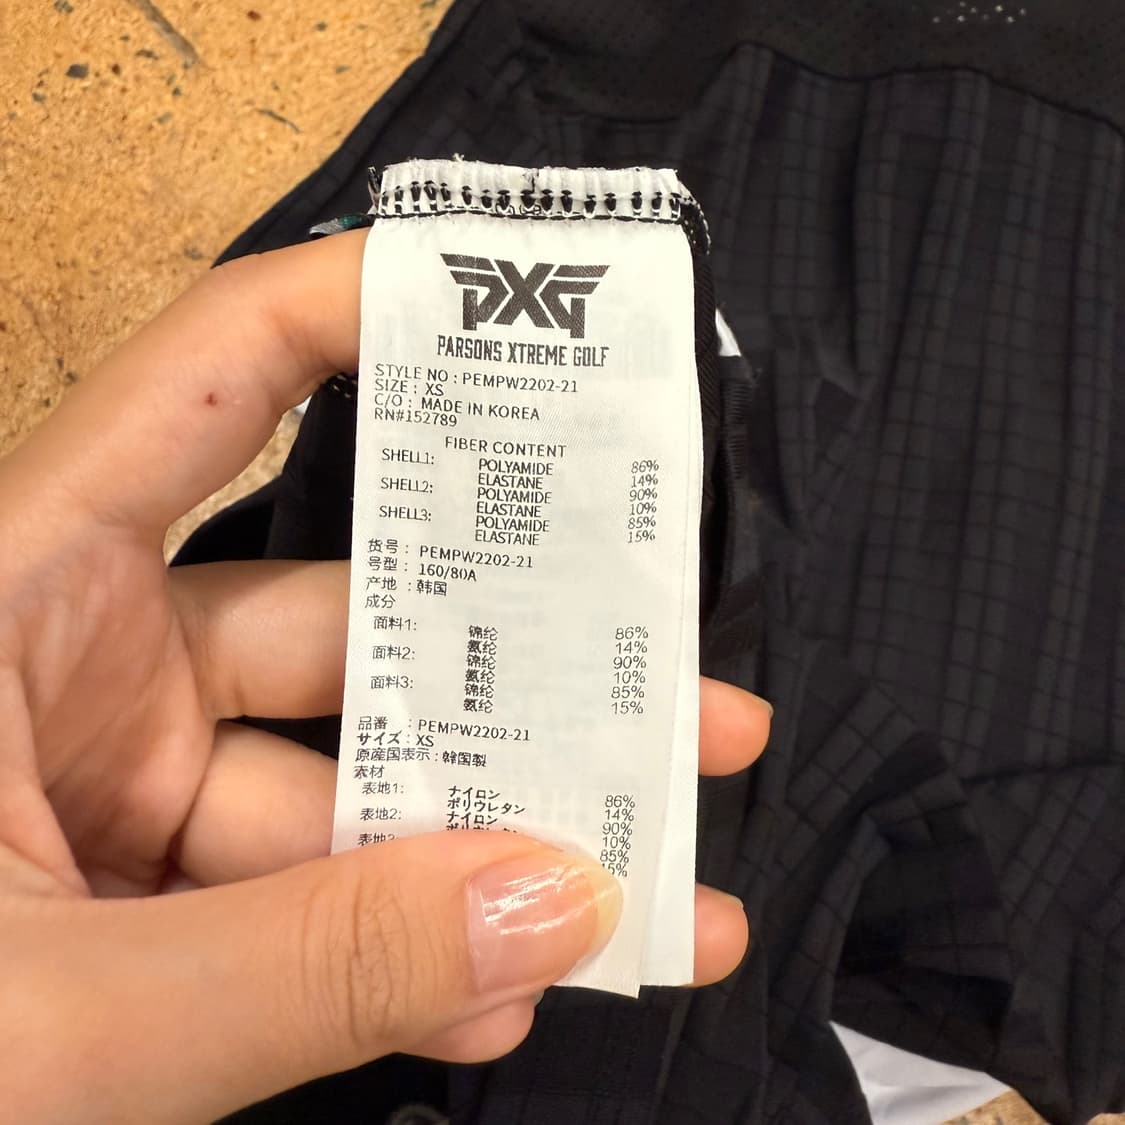 PXG
PARSONS XTREME GOLF
STYLE NO : PEMPW2202-21
SIZE : XS
C/O : MADE IN KOREA
RN#152789
FIBER CONTENT
SHELL1: POLYAMIDE 86%
ELASTANE 14%
SHELL2: POLYAMIDE 90%
ELASTANE 10%
SHELL3: POLYAMIDE 85%
ELASTANE 15%
货号 : PEMPW2202-21
号型 : 160/80A
产地 : 韩国
成分
面料1: 锦纶 86%
氨纶 14%
面料2: 锦纶 90%
氨纶 10%
面料3: 锦纶 85%
氨纶 15%
品番 : PEMPW2202-21
サイズ : XS
原産国表示 : 韓国製
素材
表地1: ナイロン 86%
ポリウレタン 14%
表地2: ナイロン 90%
10%
85%
15%